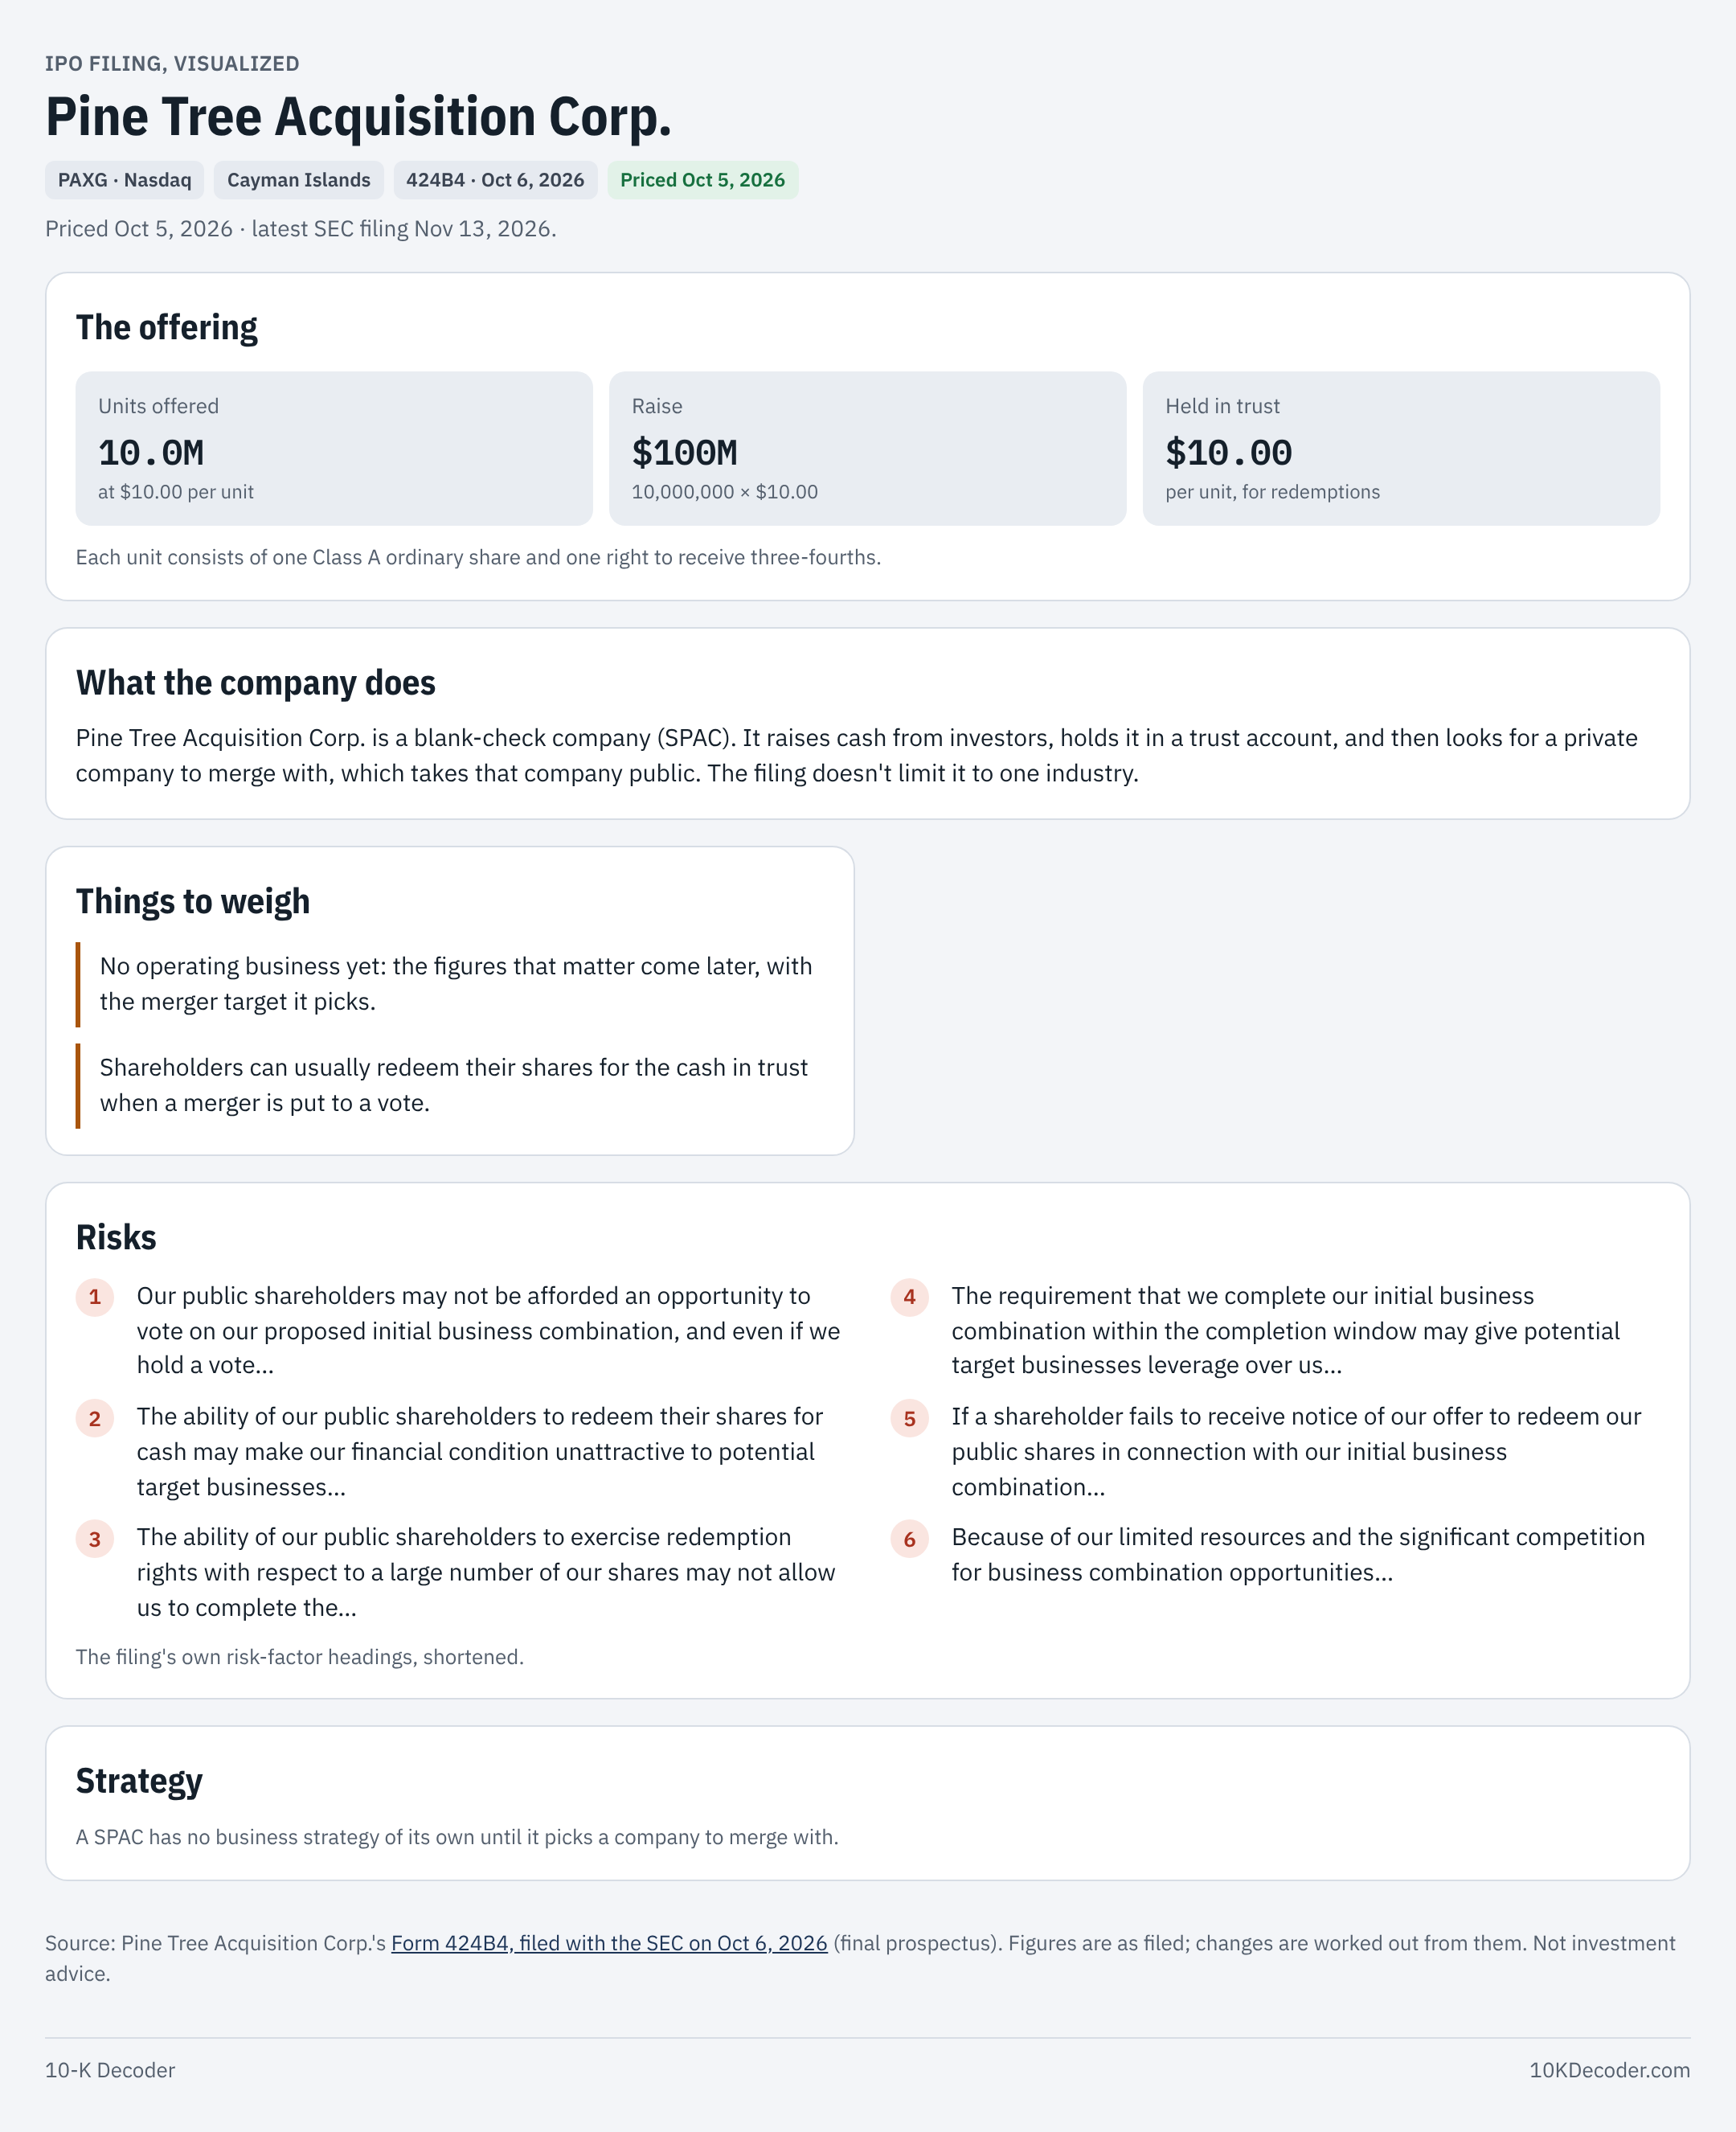 IPO FILING, VISUALIZED
Pine Tree Acquisition Corp.
PAXG · Nasdaq
Cayman Islands
424B4 · Oct 6, 2026
Priced Oct 5, 2026
Priced Oct 5, 2026 · latest SEC filing Nov 13, 2026.
The offering
Units offered
10.0M
at $10.00 per unit
Raise
$100M
10,000,000 × $10.00
Held in trust
$10.00
per unit, for redemptions
Each unit consists of one Class A ordinary share and one right to receive three-fourths.
What the company does
Pine Tree Acquisition Corp. is a blank-check company (SPAC). It raises cash from investors, holds it in a trust account, and then looks for a private
company to merge with, which takes that company public. The filing doesn't limit it to one industry.
Things to weigh
No operating business yet: the figures that matter come later, with
the merger target it picks.
Shareholders can usually redeem their shares for the cash in trust
when a merger is put to a vote.
Risks
1
Our public shareholders may not be afforded an opportunity to
vote on our proposed initial business combination, and even if we
hold a vote…
2
The ability of our public shareholders to redeem their shares for
cash may make our financial condition unattractive to potential
target businesses…
3
The ability of our public shareholders to exercise redemption
rights with respect to a large number of our shares may not allow
us to complete the…
4
The requirement that we complete our initial business
combination within the completion window may give potential
target businesses leverage over us…
5
If a shareholder fails to receive notice of our offer to redeem our
public shares in connection with our initial business
combination…
6
Because of our limited resources and the significant competition
for business combination opportunities…
The filing's own risk-factor headings, shortened.
Strategy
A SPAC has no business strategy of its own until it picks a company to merge with.
Source: Pine Tree Acquisition Corp.'s Form 424B4, filed with the SEC on Oct 6, 2026 (final prospectus). Figures are as filed; changes are worked out from them. Not investment
advice.
10-K Decoder
10KDecoder.com